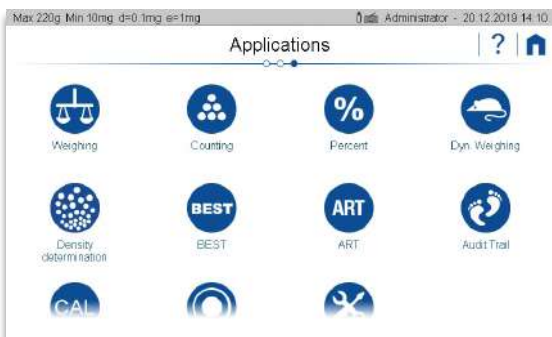 Max 220g Min 10mg d=0.1mg e=1mg
Administrator - 20.12.2019 14:10
Applications
?
%
Weighing
Counting
Percent
Dyn. Weighing
BEST
ART
Density
determination
BEST
ART
Audit Trail
CAL